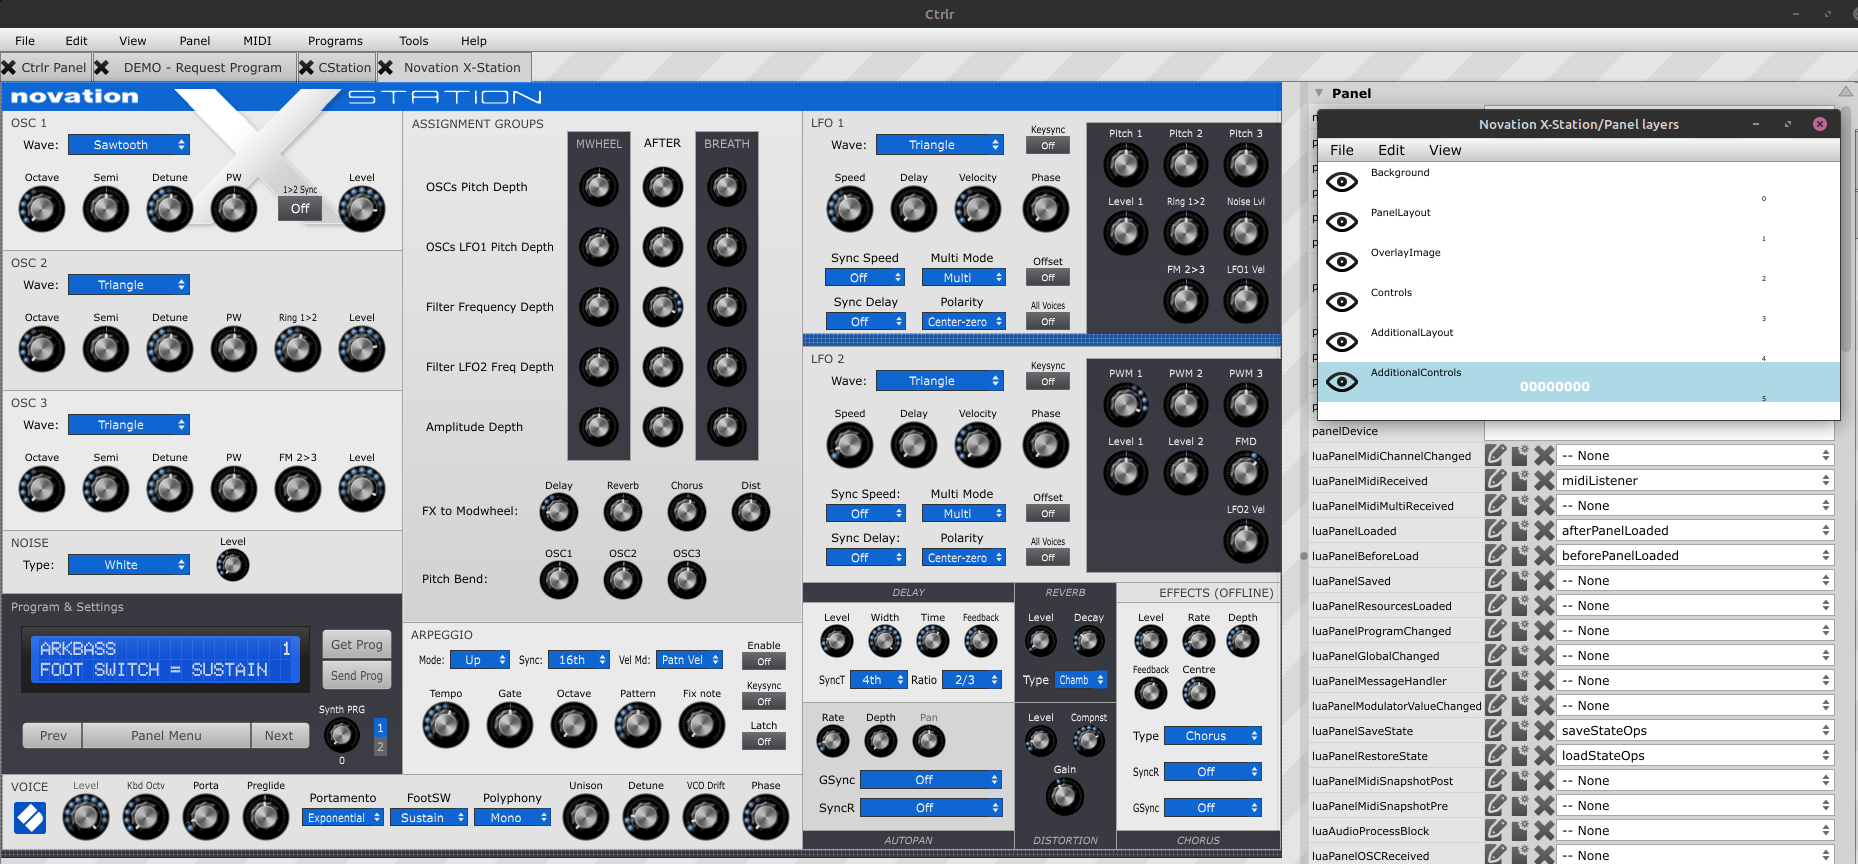 Ctrlr
File Edit View Panel MIDI Programs Tools Help
Ctrlr Panel DEMO - Request Program CStation Novation X-Station
novation X STATION
OSC 1
Wave: Sawtooth
Octave Semi Detune PW 1>2 Sync Level
Off
OSC 2
Wave: Triangle
Octave Semi Detune PW Ring 1>2 Level
OSC 3
Wave: Triangle
Octave Semi Detune PW FM 2>3 Level
NOISE
Type: White
Level
Program & Settings
ARKBASS 1
FOOT SWITCH = SUSTAIN
Get Prog
Send Prog
Synth PRG
0
1
2
Prev Panel Menu Next
ASSIGNMENT GROUPS
MWHEEL AFTER BREATH
OSCs Pitch Depth
OSCs LFO1 Pitch Depth
Filter Frequency Depth
Filter LFO2 Freq Depth
Amplitude Depth
Delay Reverb Chorus Dist
FX to Modwheel:
OSC1 OSC2 OSC3
Pitch Bend:
ARPEGGIO
Mode: Up Sync: 16th Vel Md: Patn Vel
Enable
Off
Keysync
Off
Latch
Off
Tempo Gate Octave Pattern Fix note
VOICE
Level Kbd Octv Porta Preglide
Portamento FootSW Polyphony
Exponential Sustain Mono
Unison Detune VCO Drift Phase
LFO 1
Wave: Triangle
Keysync
Off
Speed Delay Velocity Phase
Sync Speed Multi Mode Offset
Off Multi Off
Sync Delay Polarity All Voices
Off Center-zero Off
Pitch 1 Pitch 2 Pitch 3
Level 1 Ring 1>2 Noise Lvl
FM 2>3 LFO1 Vel
LFO 2
Wave: Triangle
Keysync
Off
Speed Delay Velocity Phase
Sync Speed: Multi Mode Offset
Off Multi Off
Sync Delay: Polarity All Voices
Off Center-zero Off
PWM 1 PWM 2 PWM 3
Level 1 Level 2 FMD
LFO2 Vel
DELAY
Level Width Time Feedback
SyncT 4th Ratio 2/3
Rate Depth Pan
GSync Off
SyncR Off
AUTOPAN
REVERB
Level Decay
Type Chamb
Level Compnst
Gain
DISTORTION
EFFECTS (OFFLINE)
Level Rate Depth
Feedback Centre
Type Chorus
SyncR Off
GSync Off
CHORUS
Panel
Novation X-Station/Panel layers
File Edit View
Background
0
PanelLayout
1
OverlayImage
2
Controls
3
AdditionalLayout
4
AdditionalControls
00000000
5
panelDevice
luaPanelMidiChannelChanged -- None
luaPanelMidiReceived midiListener
luaPanelMidiMultiReceived -- None
luaPanelLoaded afterPanelLoaded
luaPanelBeforeLoad beforePanelLoaded
luaPanelSaved -- None
luaPanelResourcesLoaded -- None
luaPanelProgramChanged -- None
luaPanelGlobalChanged -- None
luaPanelMessageHandler -- None
luaPanelModulatorValueChanged -- None
luaPanelSaveState saveStateOps
luaPanelRestoreState loadStateOps
luaPanelMidiSnapshotPost -- None
luaPanelMidiSnapshotPre -- None
luaAudioProcessBlock -- None
luaPanelOSCReceived -- None